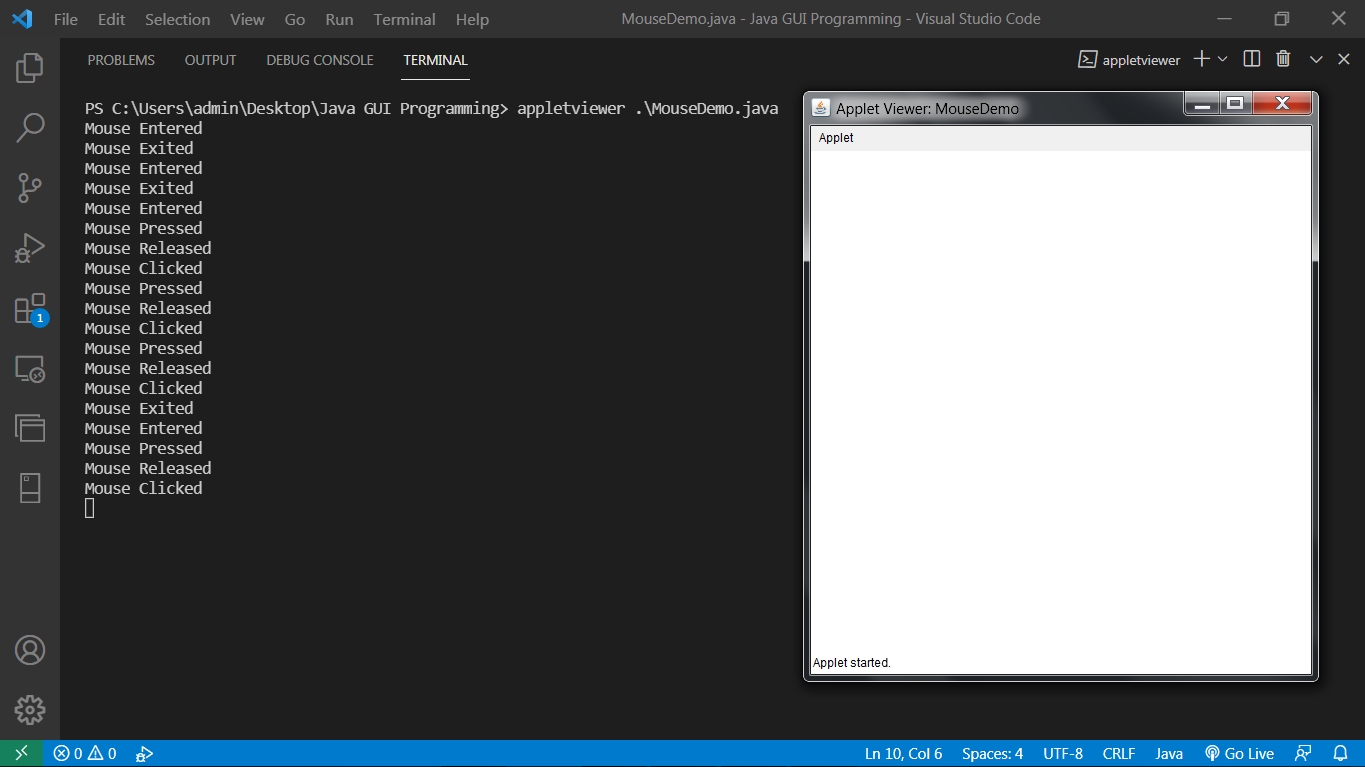 File Edit Selection View Go Run Terminal Help MouseDemo.java - Java GUI Programming - Visual Studio Code
PROBLEMS OUTPUT DEBUG CONSOLE TERMINAL appletviewer
PS C:\Users\admin\Desktop\Java GUI Programming> appletviewer .\MouseDemo.java
Mouse Entered
Mouse Exited
Mouse Entered
Mouse Exited
Mouse Entered
Mouse Pressed
Mouse Released
Mouse Clicked
Mouse Pressed
Mouse Released
Mouse Clicked
Mouse Pressed
Mouse Released
Mouse Clicked
Mouse Exited
Mouse Entered
Mouse Pressed
Mouse Released
Mouse Clicked
Applet Viewer: MouseDemo
Applet
Applet started.
1
0 0 Ln 10, Col 6 Spaces: 4 UTF-8 CRLF Java Go Live